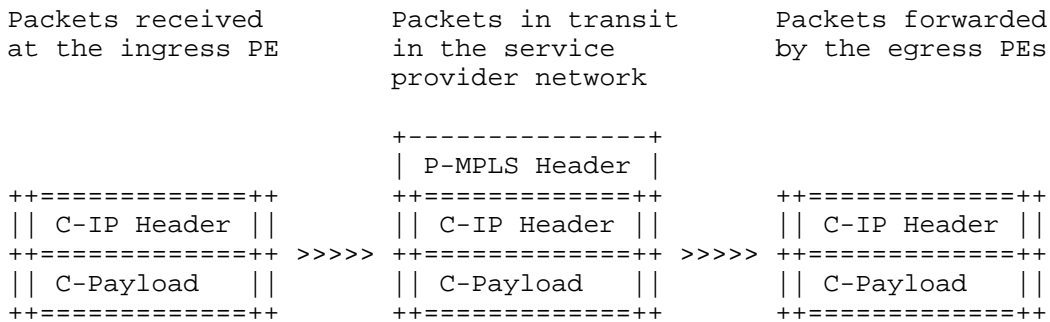 Packets received          Packets in transit        Packets forwarded
at the ingress PE         in the service            by the egress PEs
                          provider network

                          +---------------+
                          | P-MPLS Header |
++=============++         ++=============++         ++=============++
|| C-IP Header ||         || C-IP Header ||         || C-IP Header ||
++=============++ >>>>>   ++=============++ >>>>>   ++=============++
|| C-Payload   ||         || C-Payload   ||         || C-Payload   ||
++=============++         ++=============++         ++=============++